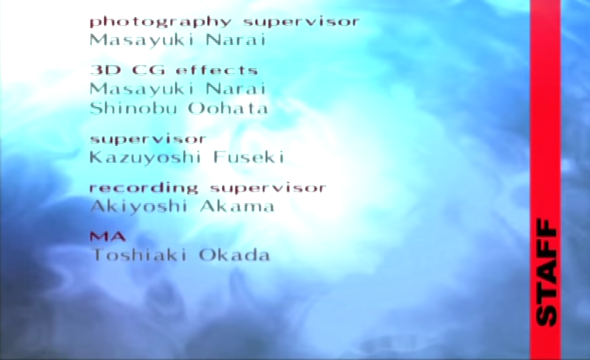 photography supervisor
Masayuki Narai
3D CG effects
Masayuki Narai
Shinobu Oohata
supervisor
Kazuyoshi Fuseki
recording supervisor
Akiyoshi Akama
MA
Toshiaki Okada
STAFF